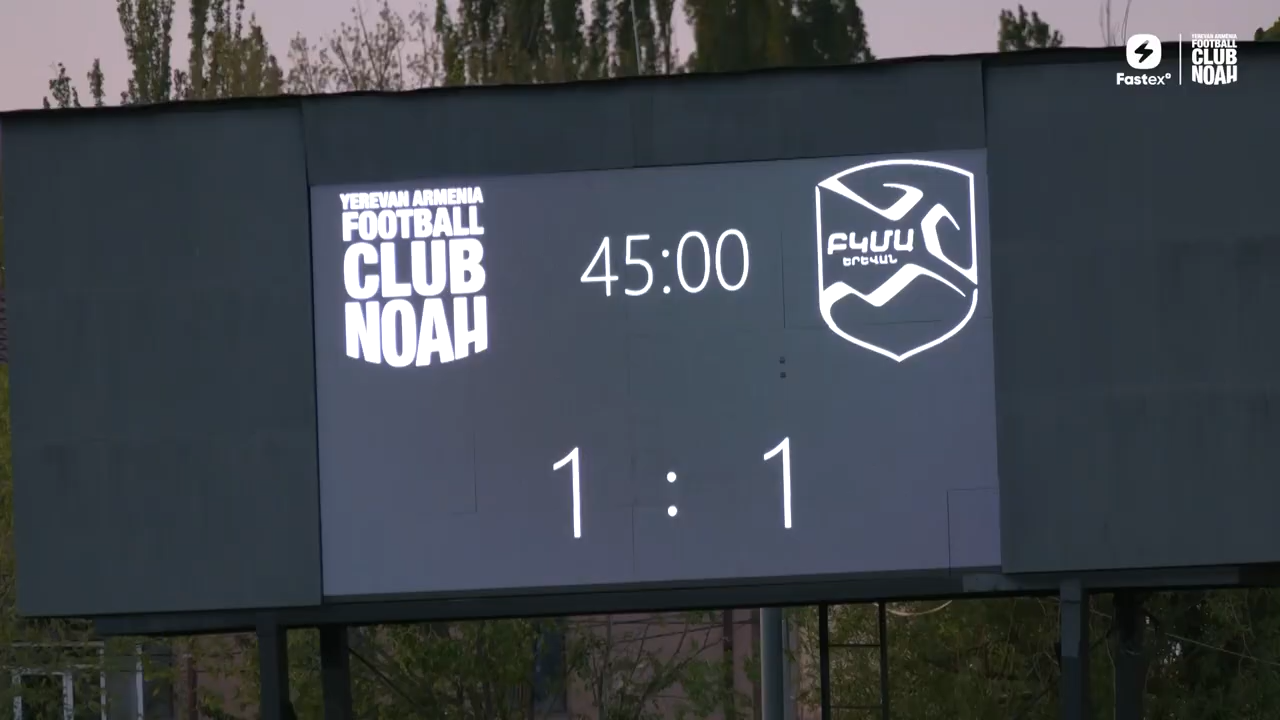 YEREVAN ARMENIA
FOOTBALL
CLUB
NOAH
45:00
ԲԿՄԱ
ԵՐԵՎԱՆ
1 : 1
Fastex
YEREVAN ARMENIA
FOOTBALL
CLUB
NOAH